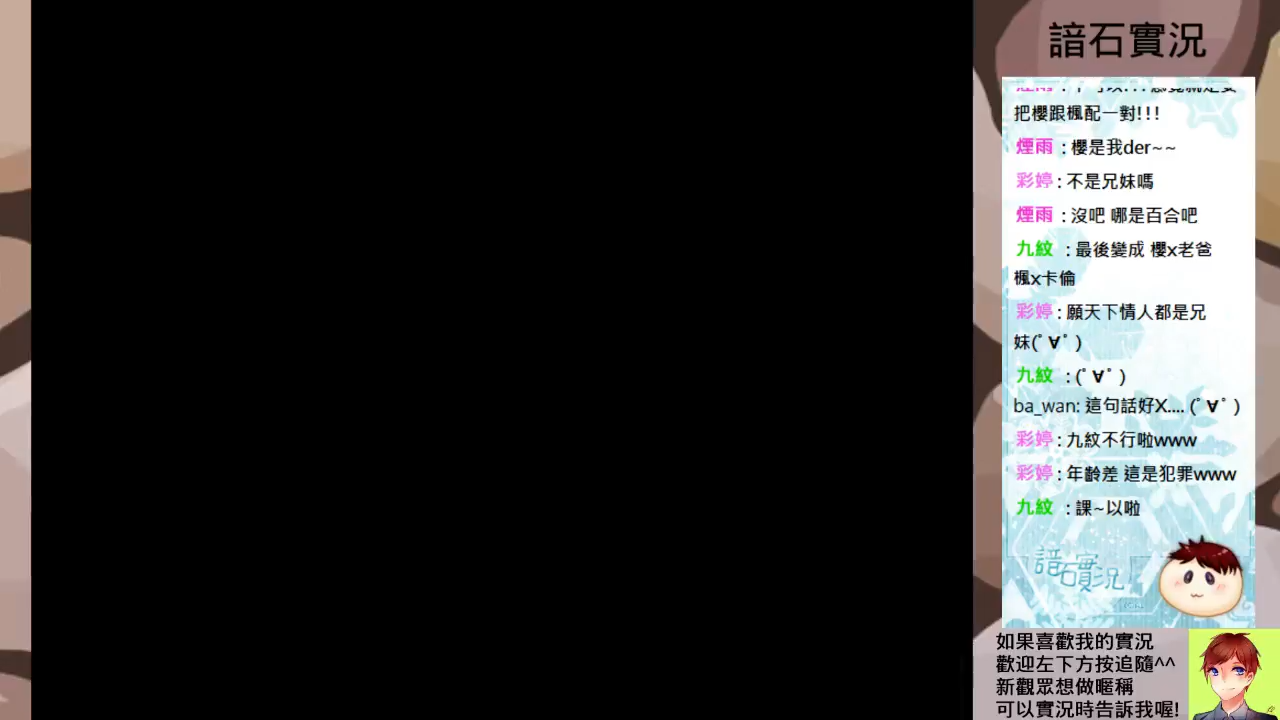 諳石實況
把櫻跟楓配一對!!!
煙雨 : 櫻是我der~~
彩婷 : 不是兄妹嗎
煙雨 : 沒吧 哪是百合吧
九紋 : 最後變成 櫻x老爸
楓x卡倫
彩婷 : 願天下情人都是兄
妹(ﾟ∀ﾟ)
九紋 : (ﾟ∀ﾟ)
ba_wan: 這句話好X.... (ﾟ∀ﾟ)
彩婷 : 九紋不行啦www
彩婷 : 年齡差 這是犯罪www
九紋 : 課~以啦
諳石實況
如果喜歡我的實況
歡迎左下方按追隨^^
新觀眾想做暱稱
可以實況時告訴我喔!